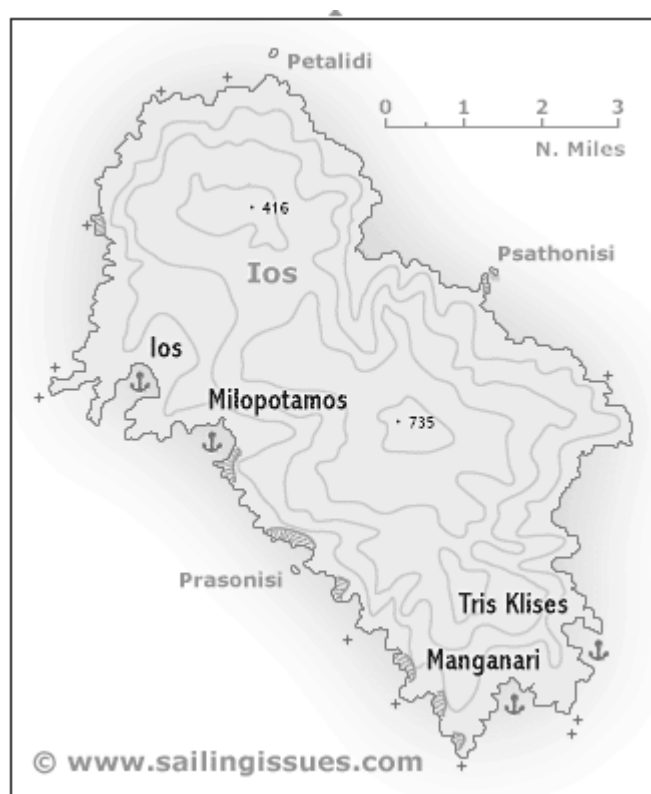 Petalidi
0 1 2 3
N. Miles
416
Psathonisi
Ios
Ios
Milopotamos
735
Prasonisi
Tris Klises
Manganari
© www.sailingissues.com